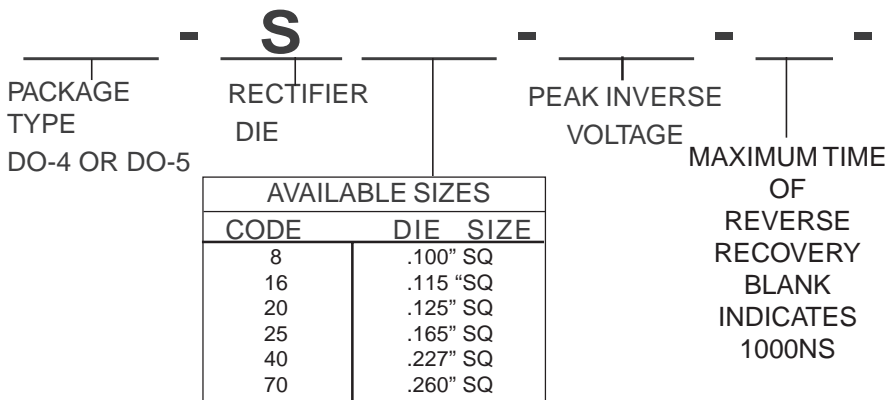 - S - - -
PACKAGE
TYPE
DO-4 OR DO-5
RECTIFIER
DIE
PEAK INVERSE
VOLTAGE
MAXIMUM TIME
OF
REVERSE
RECOVERY
BLANK
INDICATES
1000NS
AVAILABLE SIZES
CODE DIE SIZE
8 .100” SQ
16 .115 “SQ
20 .125” SQ
25 .165” SQ
40 .227” SQ
70 .260” SQ